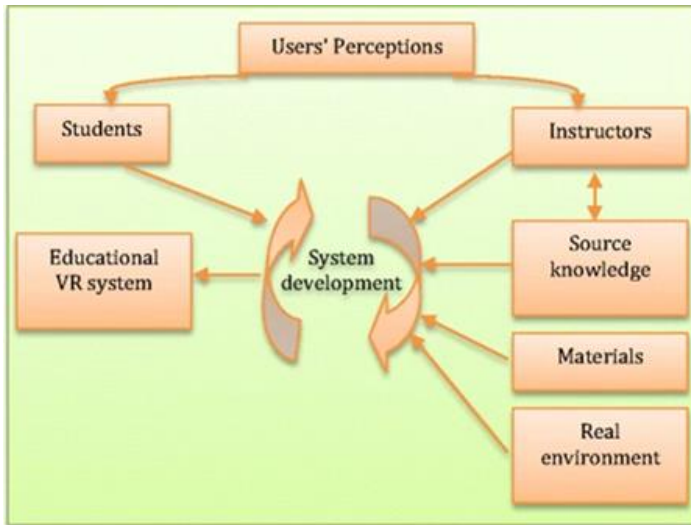 Users' Perceptions
Students
Instructors
Educational
VR system
System
development
Source
knowledge
Materials
Real
environment